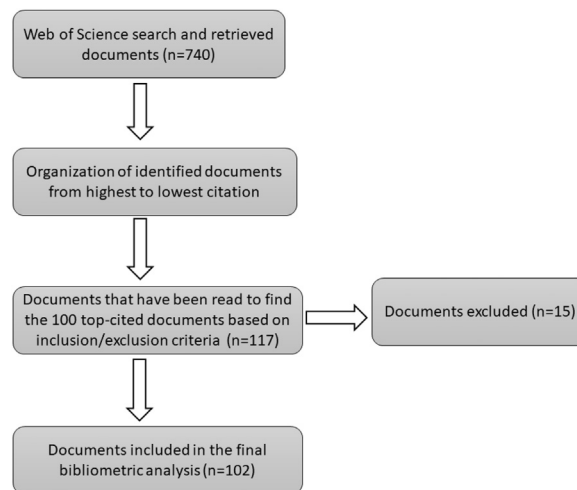 Web of Science search and retrieved
documents (n=740)
Organization of identified documents
from highest to lowest citation
Documents that have been read to find
the 100 top-cited documents based on
inclusion/exclusion criteria (n=117)
Documents excluded (n=15)
Documents included in the final
bibliometric analysis (n=102)